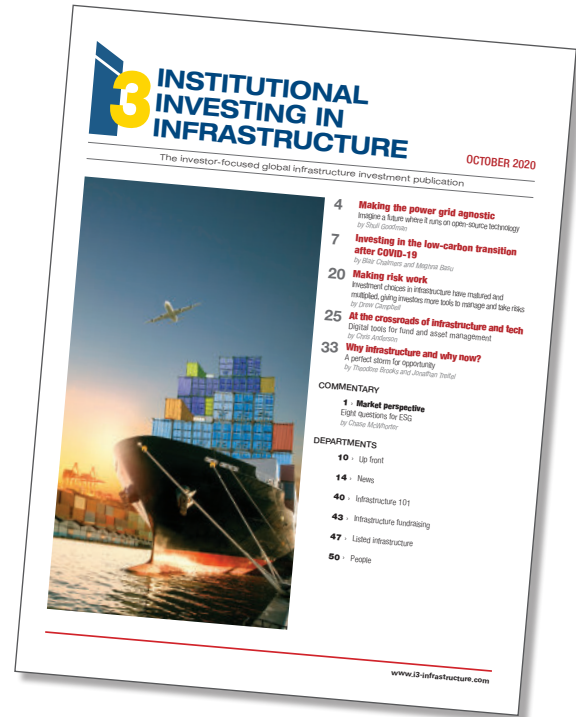 i3 INSTITUTIONAL
INVESTING IN
INFRASTRUCTURE
OCTOBER 2020
The investor-focused global infrastructure investment publication
4 Making the power grid agnostic
Imagine a future where it runs on open-source technology
by Shuli Goodman
7 Investing in the low-carbon transition
after COVID-19
by Blair Chalmers and Meghna Basu
20 Making risk work
Investment choices in infrastructure have matured and
multiplied, giving investors more tools to manage and take risks
by Drew Campbell
25 At the crossroads of infrastructure and tech
Digital tools for fund and asset management
by Chris Anderson
33 Why infrastructure and why now?
A perfect storm for opportunity
by Theodore Brooks and Jonathan Treitel
COMMENTARY
1 › Market perspective
Eight questions for ESG
by Chase McWhorter
DEPARTMENTS
10 › Up front
14 › News
40 › Infrastructure 101
43 › Infrastructure fundraising
47 › Listed infrastructure
50 › People
www.i3-infrastructure.com